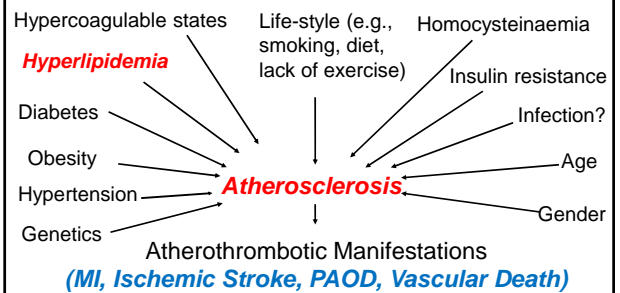 Hypercoagulable states
Life-style (e.g.,
smoking, diet,
lack of exercise)
Homocysteinaemia
Hyperlipidemia
Insulin resistance
Diabetes
Infection?
Obesity
Age
Atherosclerosis
Hypertension
Gender
Genetics
Atherothrombotic Manifestations
(MI, Ischemic Stroke, PAOD, Vascular Death)